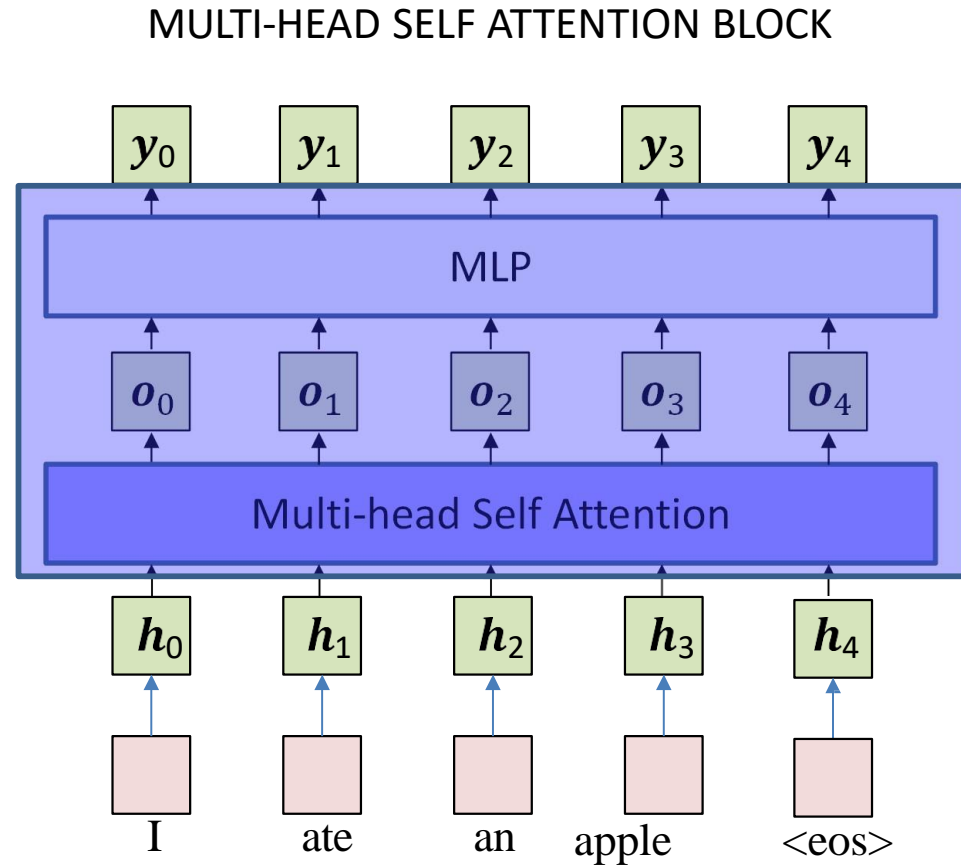 MULTI-HEAD SELF ATTENTION BLOCK
y₀ y₁ y₂ y₃ y₄
MLP
o₀ o₁ o₂ o₃ o₄
Multi-head Self Attention
h₀ h₁ h₂ h₃ h₄
I ate an apple <eos>